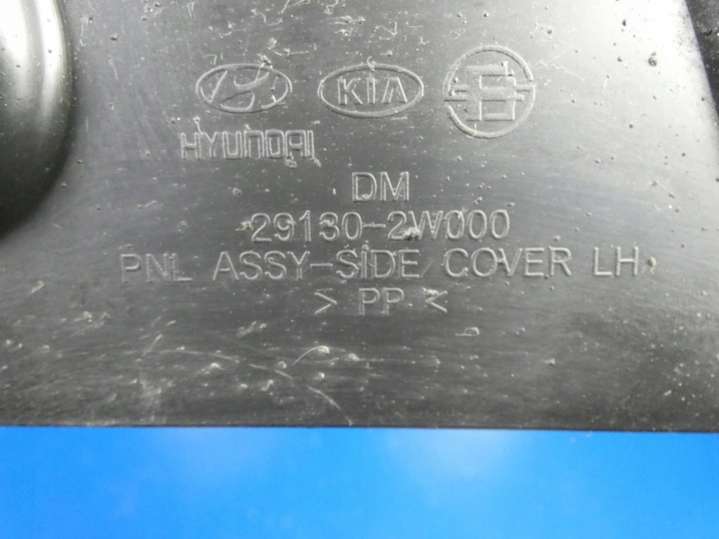 KIA
HYUNDAI
DM
29130-2W000
PNL ASSY-SIDE COVER LH
> PP <